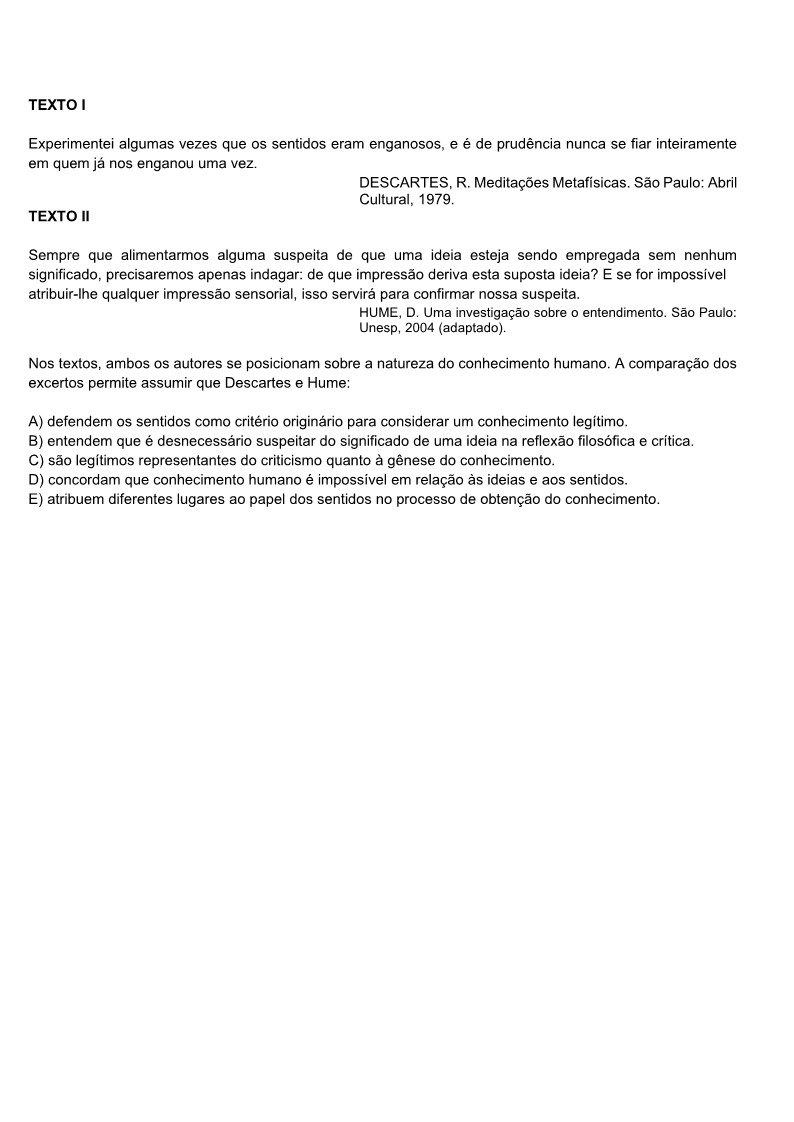 TEXTO I
Experimentei algumas vezes que os sentidos eram enganosos, e é de prudência nunca se fiar inteiramente
em quem já nos enganou uma vez.
DESCARTES, R. Meditações Metafísicas. São Paulo: Abril
Cultural, 1979.
TEXTO II
Sempre que alimentarmos alguma suspeita de que uma ideia esteja sendo empregada sem nenhum
significado, precisaremos apenas indagar: de que impressão deriva esta suposta ideia? E se for impossível
atribuir-lhe qualquer impressão sensorial, isso servirá para confirmar nossa suspeita.
HUME, D. Uma investigação sobre o entendimento. São Paulo:
Unesp, 2004 (adaptado).
Nos textos, ambos os autores se posicionam sobre a natureza do conhecimento humano. A comparação dos
excertos permite assumir que Descartes e Hume:
A) defendem os sentidos como critério originário para considerar um conhecimento legítimo.
B) entendem que é desnecessário suspeitar do significado de uma ideia na reflexão filosófica e crítica.
C) são legítimos representantes do criticismo quanto à gênese do conhecimento.
D) concordam que conhecimento humano é impossível em relação às ideias e aos sentidos.
E) atribuem diferentes lugares ao papel dos sentidos no processo de obtenção do conhecimento.